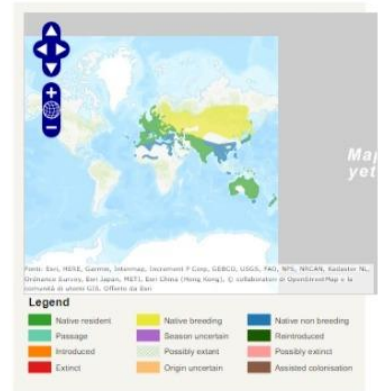 Map
yet
Fonti: Esri, HERE, Garmin, Intermap, increment P Corp., GEBCO, USGS, FAO, NPS, NRCAN, Kadaster NL,
Ordnance Survey, Esri Japan, METI, Esri China (Hong Kong), © collaboratori di OpenStreetMap e la
comunità di utenti GIS, Offerto da Esri
Legend
Native resident
Native breeding
Native non breeding
Passage
Season uncertain
Reintroduced
Introduced
Possibly extant
Possibly extinct
Extinct
Origin uncertain
Assisted colonisation